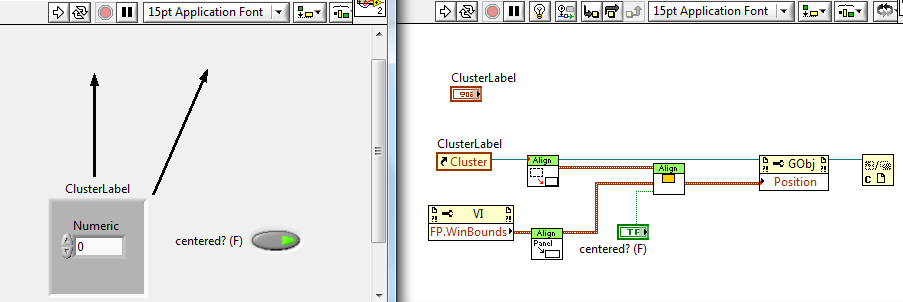 15pt Application Font
2
ClusterLabel
Numeric
0
centered? (F)
15pt Application Font
ClusterLabel
ClusterLabel
Cluster
Align
Align
GObj
Position
VI
FP.WinBounds
Align
Panel
TF
centered? (F)
C